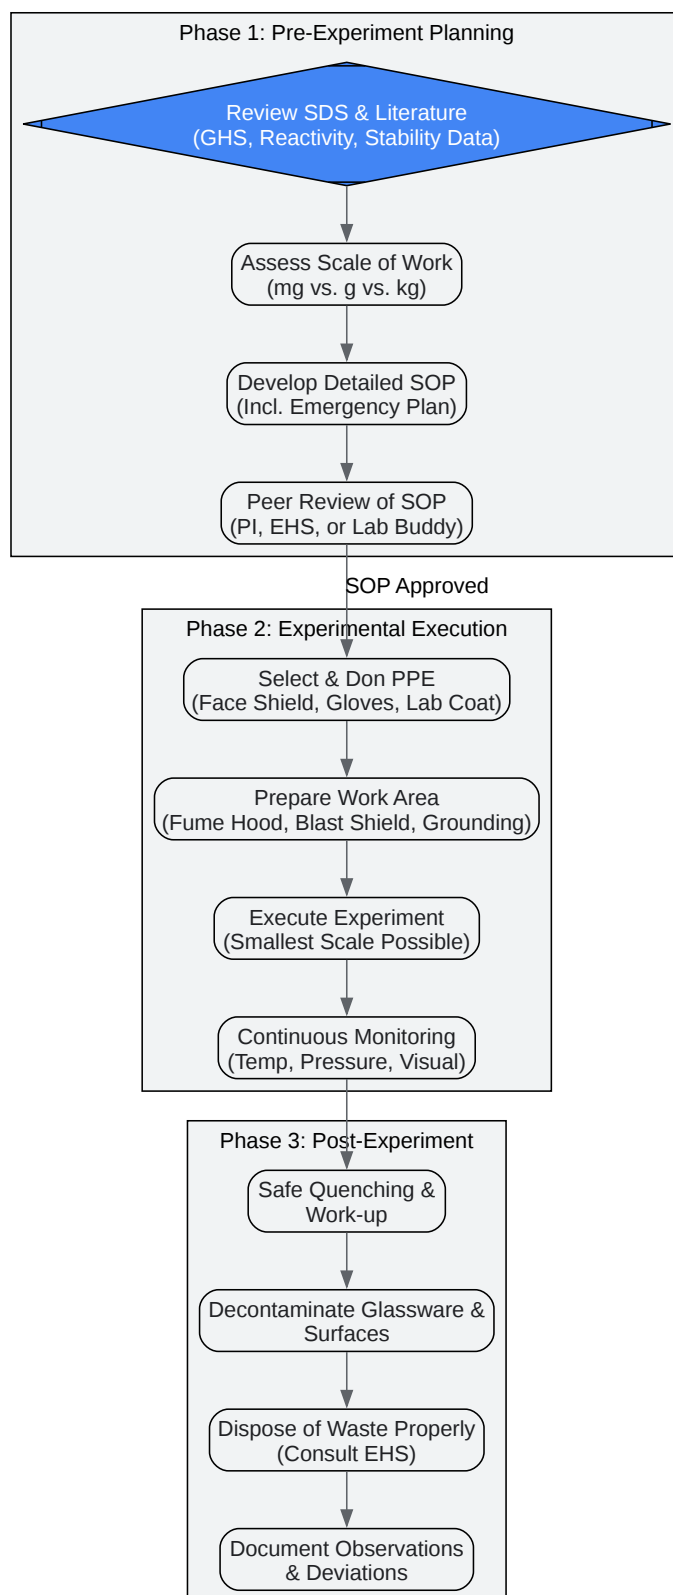 Phase 1: Pre-Experiment Planning
Review SDS & Literature
(GHS, Reactivity, Stability Data)
Assess Scale of Work
(mg vs. g vs. kg)
Develop Detailed SOP
(Incl. Emergency Plan)
Peer Review of SOP
(PI, EHS, or Lab Buddy)
SOP Approved
Phase 2: Experimental Execution
Select & Don PPE
(Face Shield, Gloves, Lab Coat)
Prepare Work Area
(Fume Hood, Blast Shield, Grounding)
Execute Experiment
(Smallest Scale Possible)
Continuous Monitoring
(Temp, Pressure, Visual)
Phase 3: Post-Experiment
Safe Quenching &
Work-up
Decontaminate Glassware &
Surfaces
Dispose of Waste Properly
(Consult EHS)
Document Observations
& Deviations